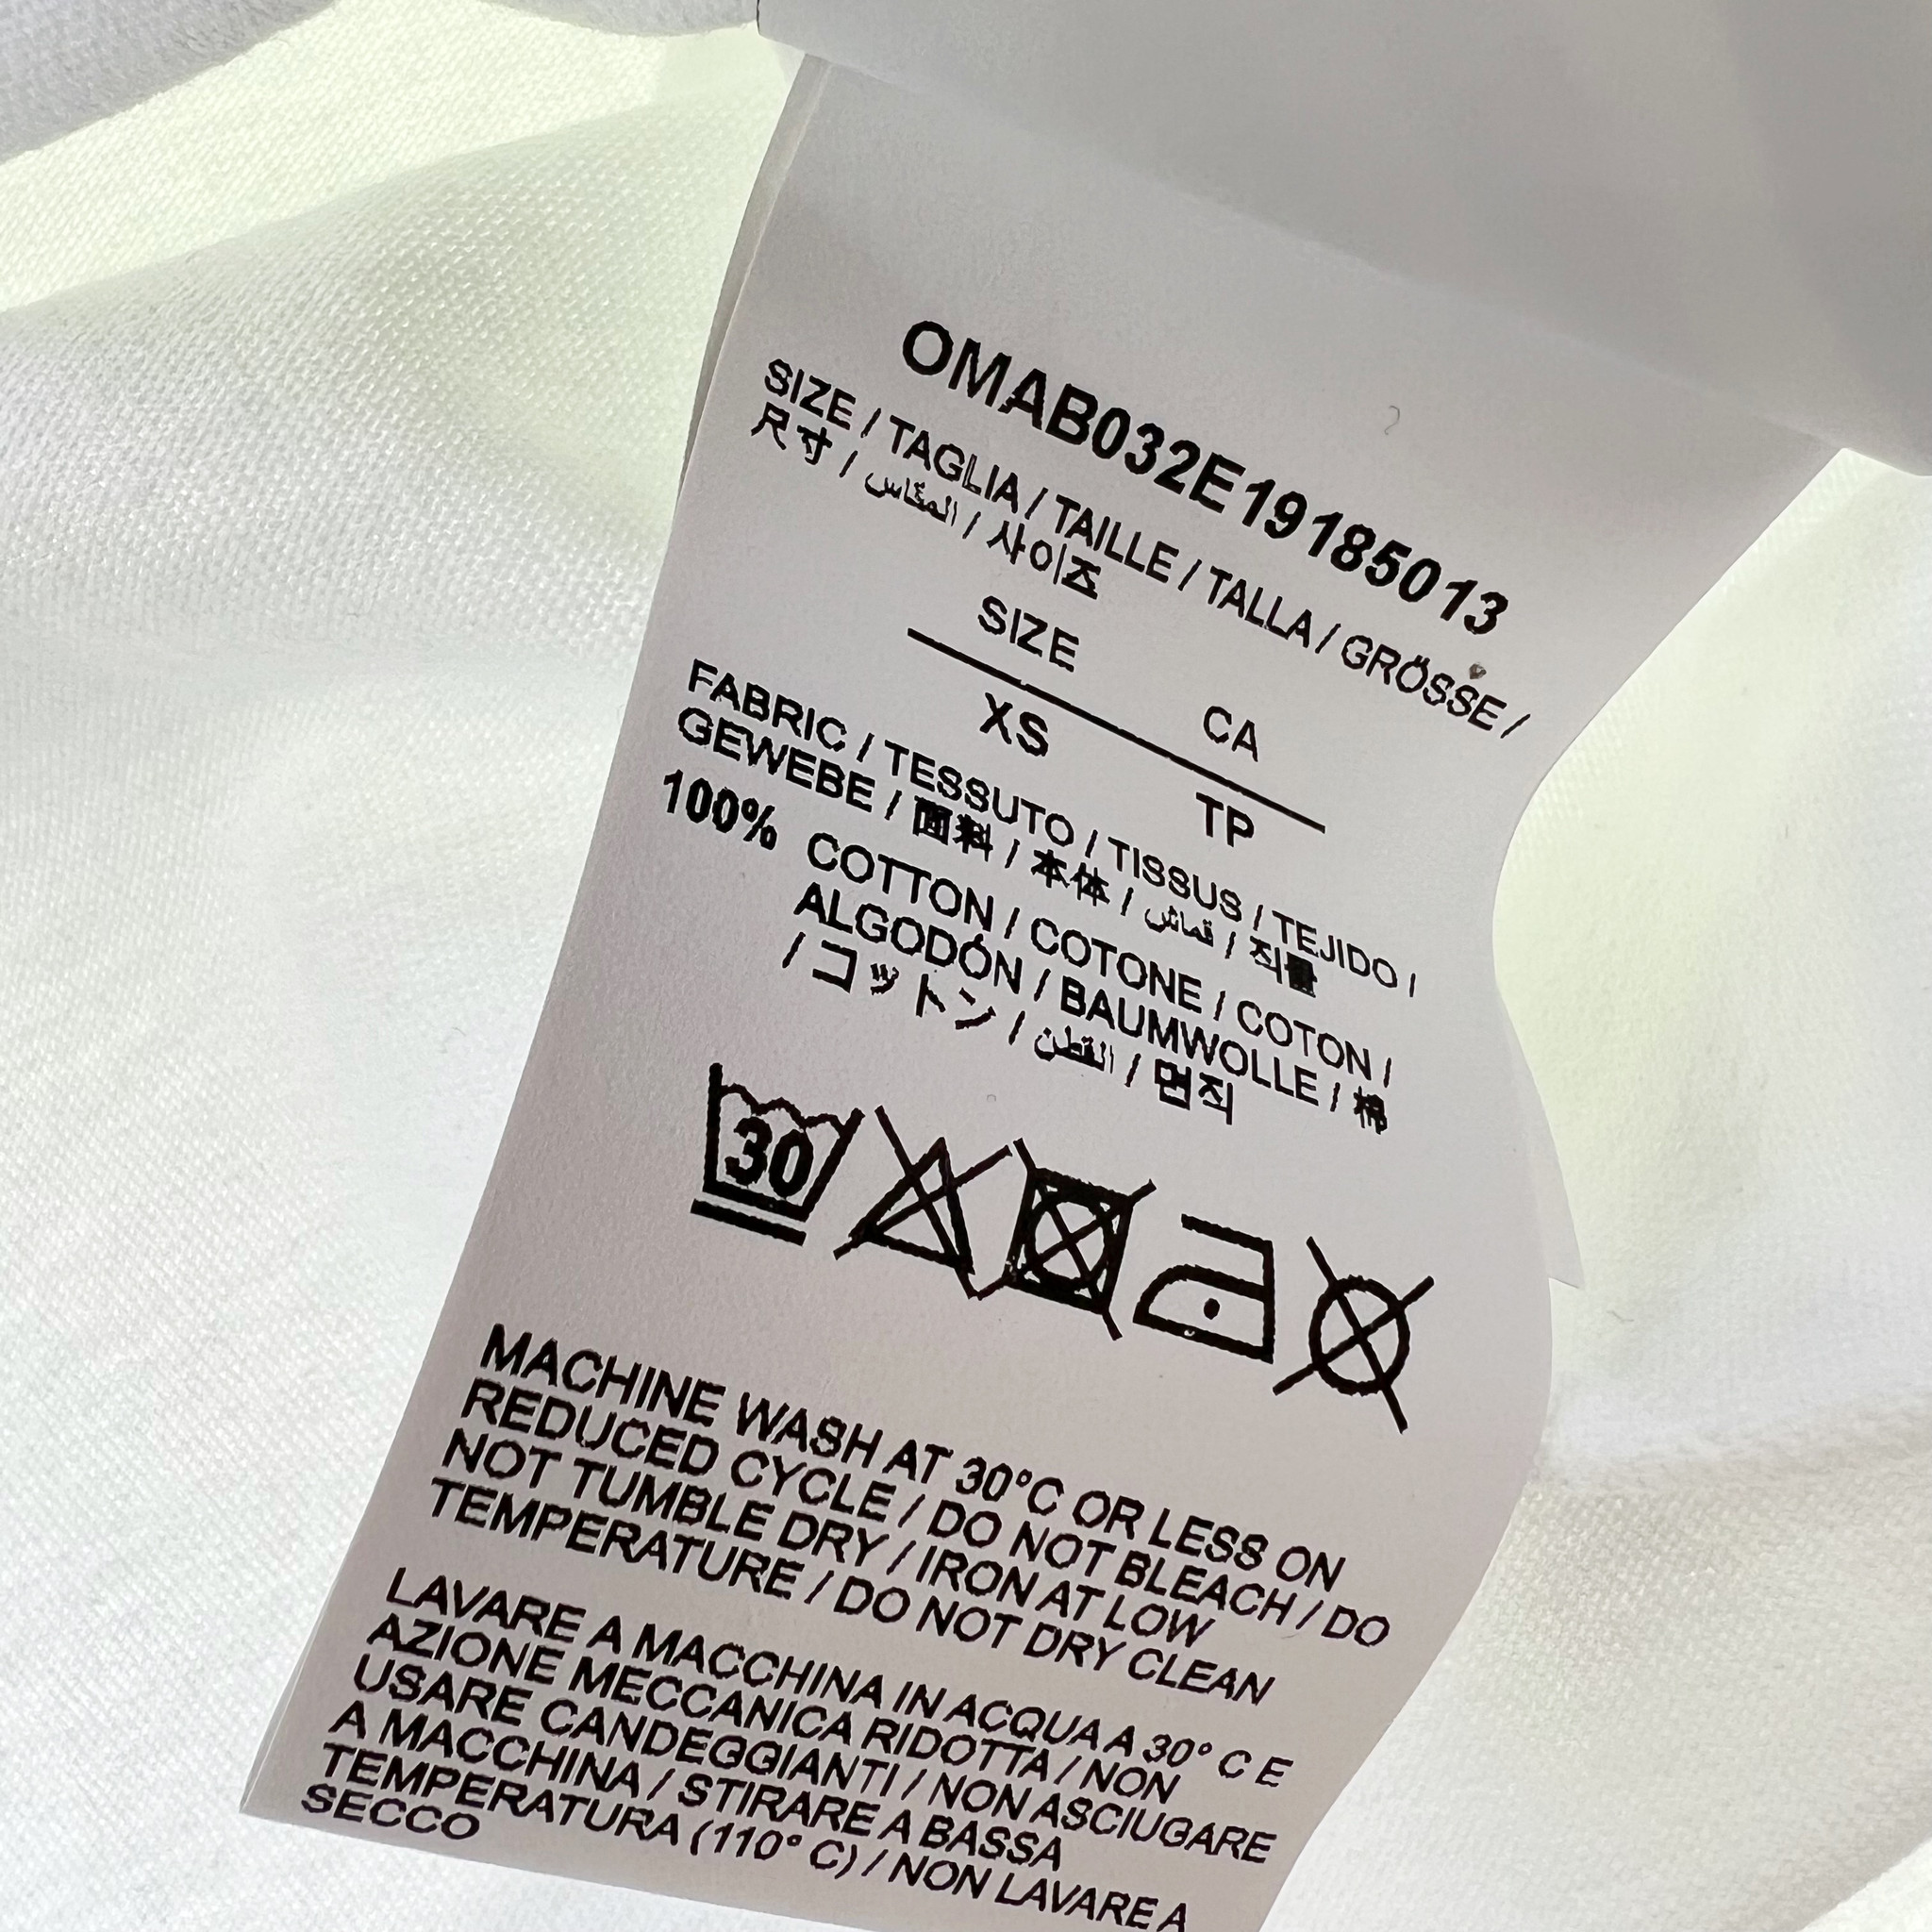 OMAB032E19185013
SIZE / TAGLIA / TAILLE / TALLA / GRÖSSE /
尺寸 / المقاس / 사이즈
SIZE CA
XS TP
FABRIC / TESSUTO / TISSUS / TEJIDO /
GEWEBE / 面料 / 本体 / قماش / 직물
100% COTTON / COTONE / COTON /
ALGODÓN / BAUMWOLLE / 棉
/ コットン / القطن / 면직
30
MACHINE WASH AT 30°C OR LESS ON
REDUCED CYCLE / DO NOT BLEACH / DO
NOT TUMBLE DRY / IRON AT LOW
TEMPERATURE / DO NOT DRY CLEAN
LAVARE A MACCHINA IN ACQUA A 30° C E
AZIONE MECCANICA RIDOTTA / NON
USARE CANDEGGIANTI / NON ASCIUGARE
A MACCHINA / STIRARE A BASSA
TEMPERATURA (110° C) / NON LAVARE A
SECCO